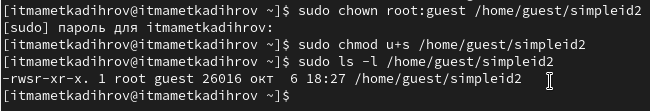 [itmametkadihrov@itmametkadihrov ~]$ sudo chown root:guest /home/guest/simpleid2
[sudo] пароль для itmametkadihrov:
[itmametkadihrov@itmametkadihrov ~]$ sudo chmod u+s /home/guest/simpleid2
[itmametkadihrov@itmametkadihrov ~]$ sudo ls -l /home/guest/simpleid2
-rwsr-xr-x. 1 root guest 26016 окт  6 18:27 /home/guest/simpleid2
[itmametkadihrov@itmametkadihrov ~]$